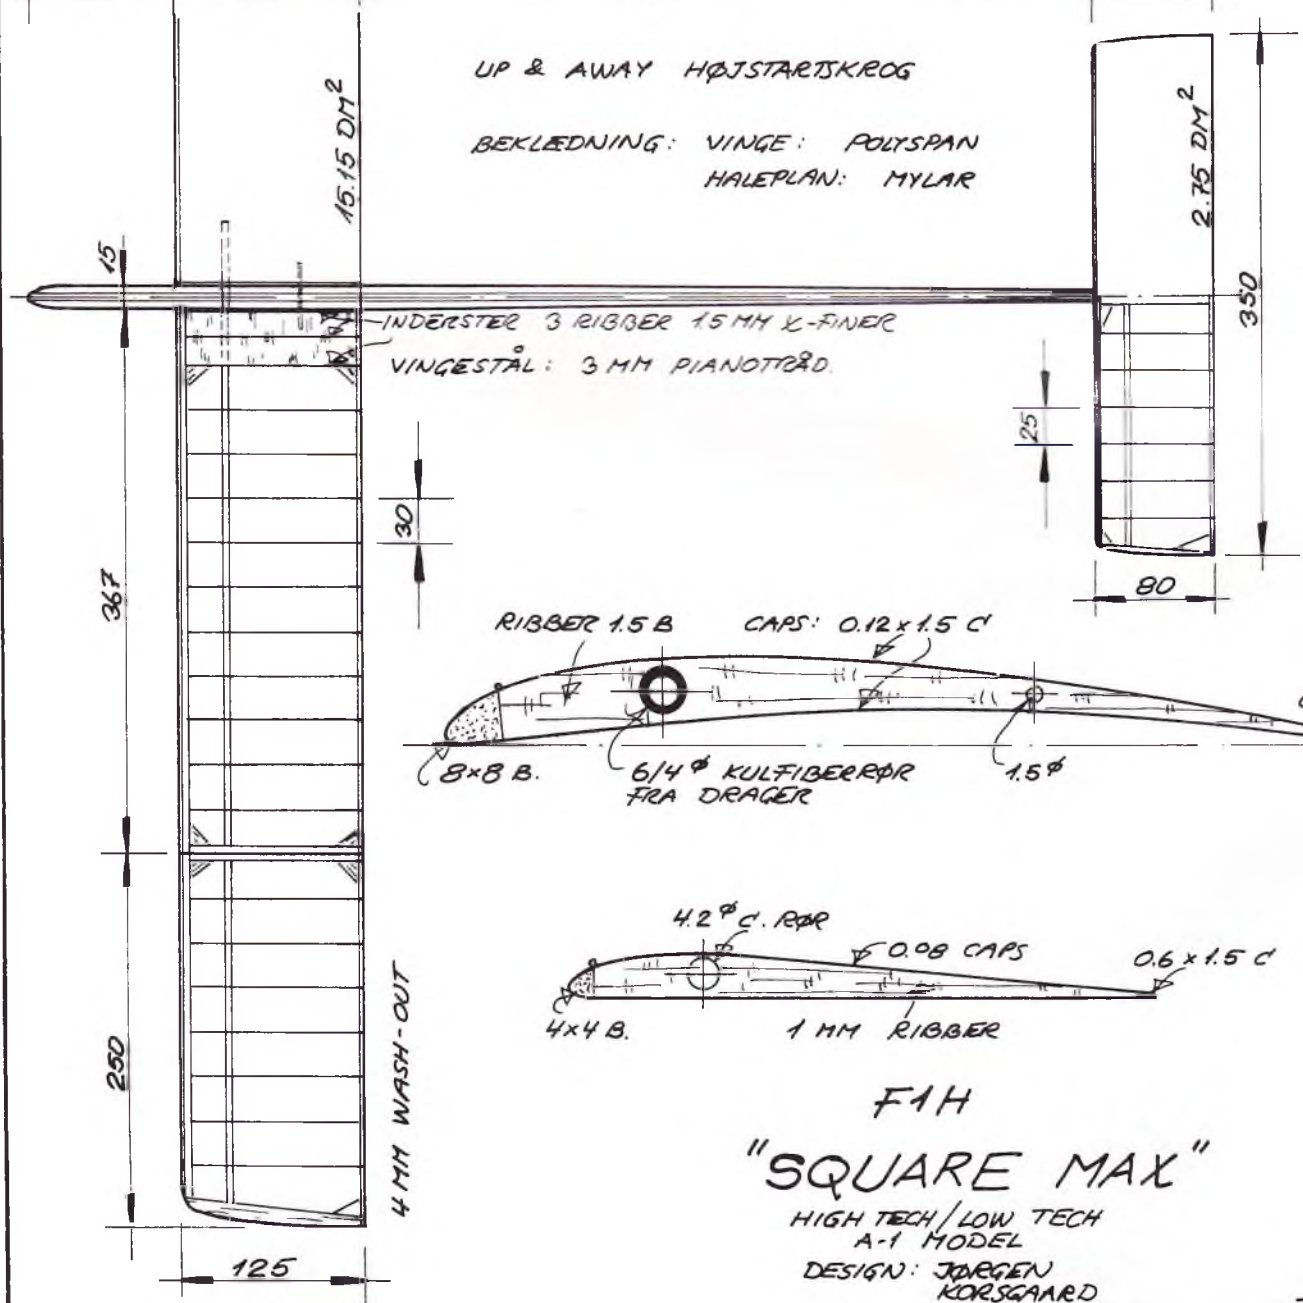 UP & AWAY HØJSTARTSKROG
BEKLÆDNING: VINGE: POLYSPAN
HALEPLAN: MYLAR
15.15 DM²
2.75 DM²
15
INDERSTER 3 RIBBER 1.5 MM X-FINER
VINGESTÅL: 3 MM PIANOTRÅD.
350
25
30
80
367
RIBBER 1.5 B
CAPS: 0.12 x 1.5 C
8x8 B.
6/4 ø KULFIBERRØR
FRA DRAGER
1.5 ø
4.2 ø C. RØR
0.08 CAPS
0.6 x 1.5 C
4x4 B.
1 MM RIBBER
250
4 MM WASH-OUT
125
F1H
"SQUARE MAX"
HIGH TECH/LOW TECH
A-1 MODEL
DESIGN: JØRGEN
KORSGAARD